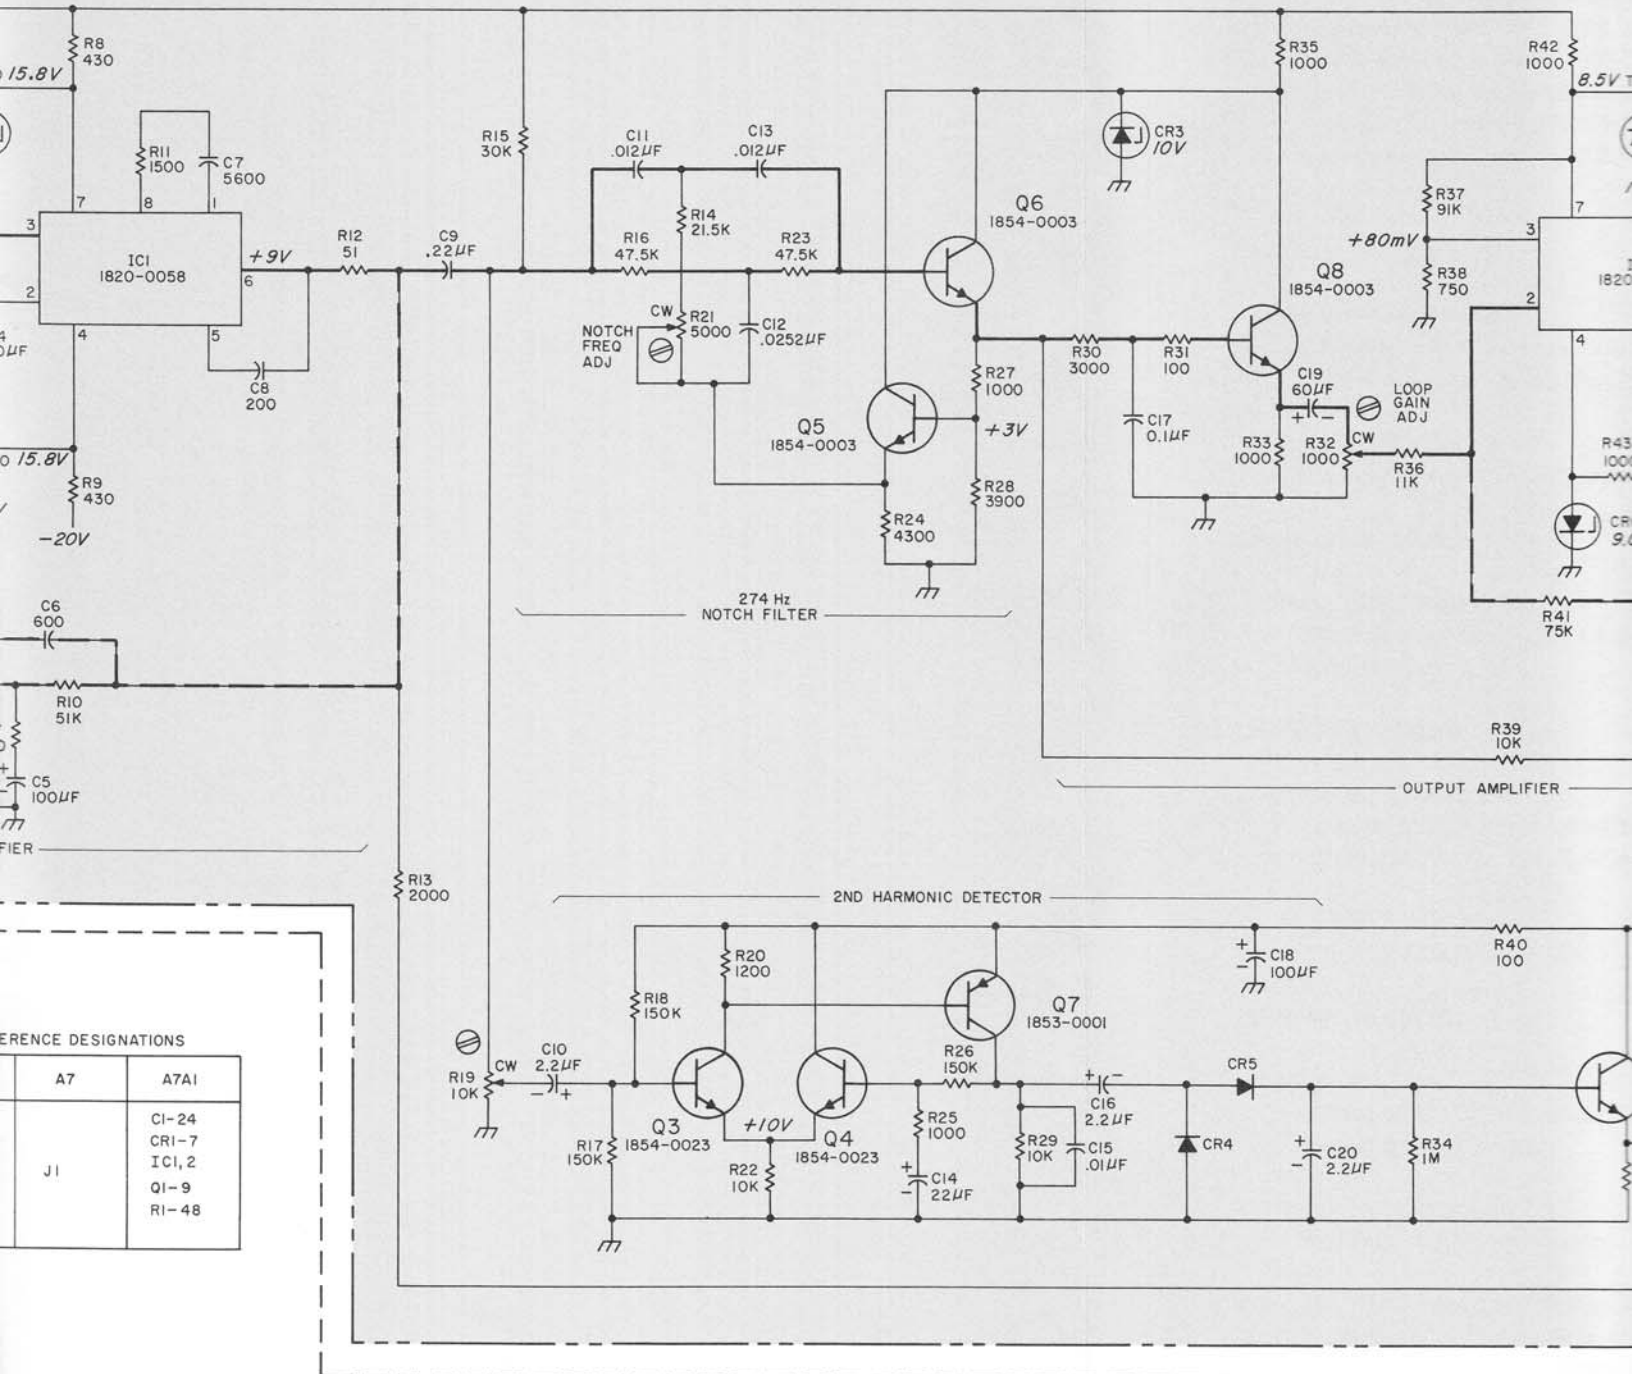 R8
430
15.8V
R11
1500
C7
5600
7
8
1
3
IC1
1820-0058
2
4
5
6
+9V
C8
200
R12
51
C9
.22µF
R9
430
15.8V
-20V
C6
600
R10
51K
C5
100µF
R13
2000
R15
30K
C11
.012µF
C13
.012µF
R14
21.5K
R16
47.5K
R23
47.5K
CW
R21
5000
NOTCH
FREQ
ADJ
C12
.0252µF
Q6
1854-0003
Q5
1854-0003
R27
1000
+3V
R28
3900
R24
4300
274 Hz
NOTCH FILTER
CR3
10V
R35
1000
R30
3000
R31
100
C17
0.1µF
Q8
1854-0003
C19
60µF
+ -
LOOP
GAIN
ADJ
R33
1000
R32
1000
CW
R36
11K
R42
1000
8.5V
R37
91K
+80mV
R38
750
7
3
2
4
1820
R41
75K
R39
10K
OUTPUT AMPLIFIER
2ND HARMONIC DETECTOR
R40
100
R18
150K
R20
1200
+
-
C18
100µF
Q7
1853-0001
R19
10K
CW
C10
2.2µF
- +
R17
150K
Q3
1854-0023
+10V
Q4
1854-0023
R22
10K
R26
150K
R25
1000
+
-
C14
22µF
R29
10K
C15
.01µF
+ -
C16
2.2µF
CR4
CR5
+
-
C20
2.2µF
R34
1M
ERENCE DESIGNATIONS
A7 A7A1
J1
C1-24
CR1-7
IC1,2
Q1-9
R1-48